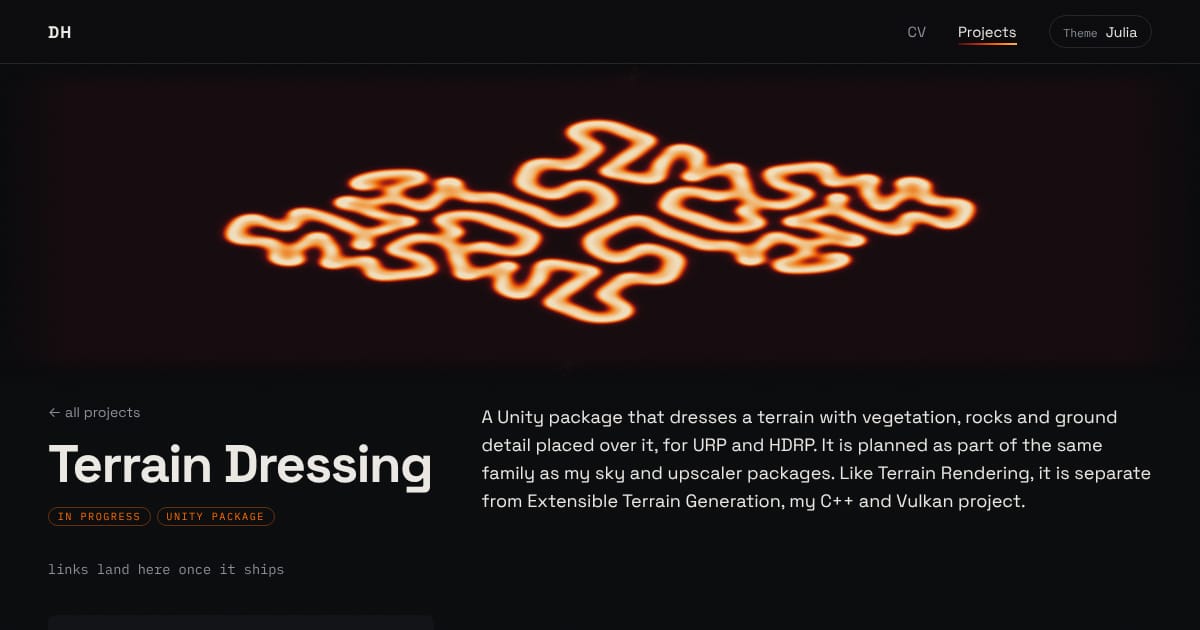 DH
CV
Projects
Theme Julia
← all projects
Terrain Dressing
IN PROGRESS
UNITY PACKAGE
links land here once it ships
A Unity package that dresses a terrain with vegetation, rocks and ground
detail placed over it, for URP and HDRP. It is planned as part of the same
family as my sky and upscaler packages. Like Terrain Rendering, it is separate
from Extensible Terrain Generation, my C++ and Vulkan project.